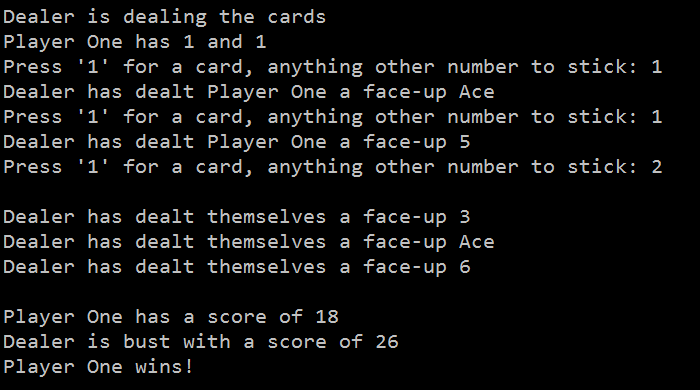 Dealer is dealing the cards
Player One has 1 and 1
Press '1' for a card, anything other number to stick: 1
Dealer has dealt Player One a face-up Ace
Press '1' for a card, anything other number to stick: 1
Dealer has dealt Player One a face-up 5
Press '1' for a card, anything other number to stick: 2
Dealer has dealt themselves a face-up 3
Dealer has dealt themselves a face-up Ace
Dealer has dealt themselves a face-up 6
Player One has a score of 18
Dealer is bust with a score of 26
Player One wins!